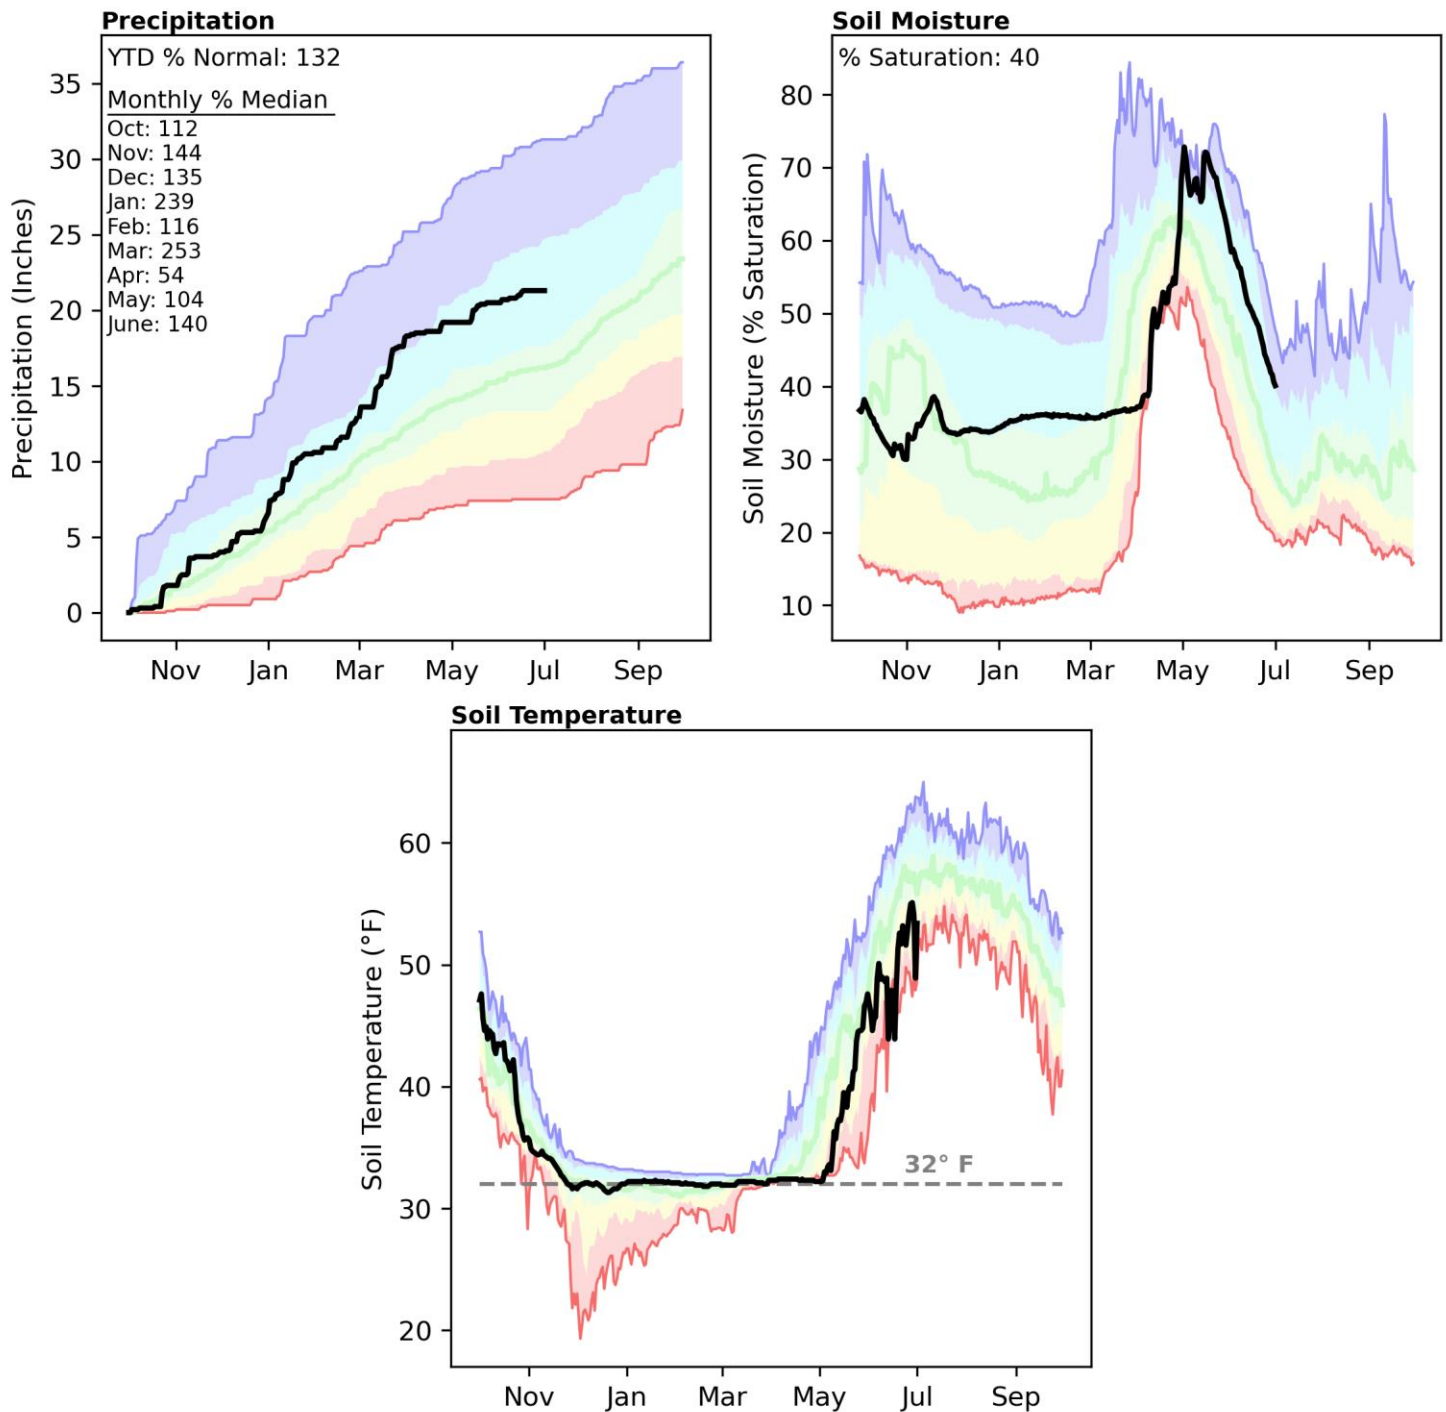 Precipitation
YTD % Normal: 132
Monthly % Median
Oct: 112
Nov: 144
Dec: 135
Jan: 239
Feb: 116
Mar: 253
Apr: 54
May: 104
June: 140
Precipitation (Inches)
35
30
25
20
15
10
5
0
Nov Jan Mar May Jul Sep
Soil Moisture
% Saturation: 40
Soil Moisture (% Saturation)
80
70
60
50
40
30
20
10
Nov Jan Mar May Jul Sep
Soil Temperature
Soil Temperature (°F)
60
50
40
30
20
32° F
Nov Jan Mar May Jul Sep